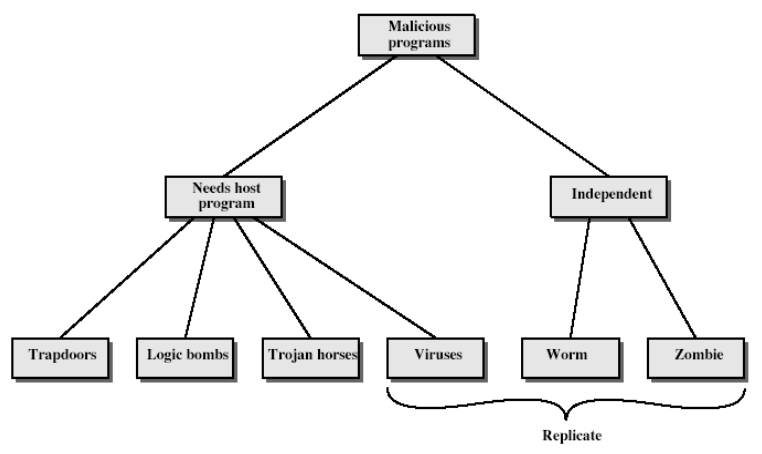 Malicious
programs
Needs host
program
Independent
Trapdoors
Logic bombs
Trojan horses
Viruses
Worm
Zombie
Replicate